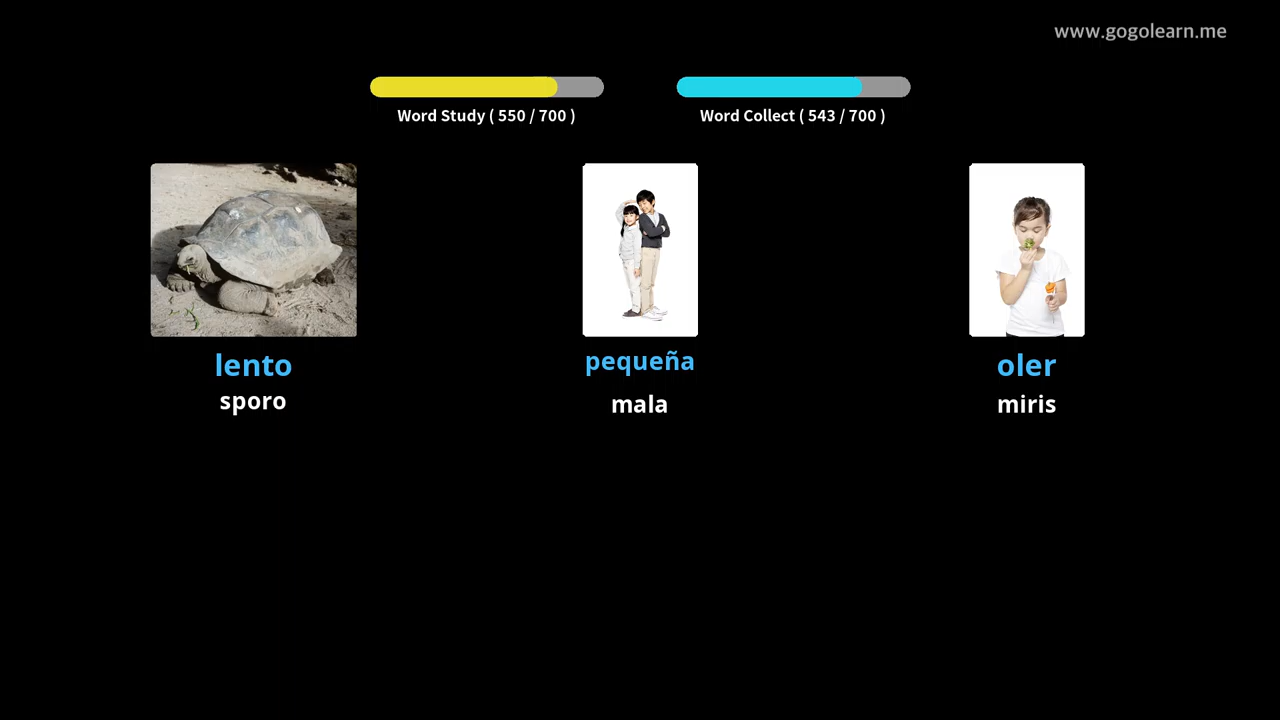 www.gogolearn.me
Word Study ( 550 / 700 )
Word Collect ( 543 / 700 )
lento
sporo
pequeña
mala
oler
miris